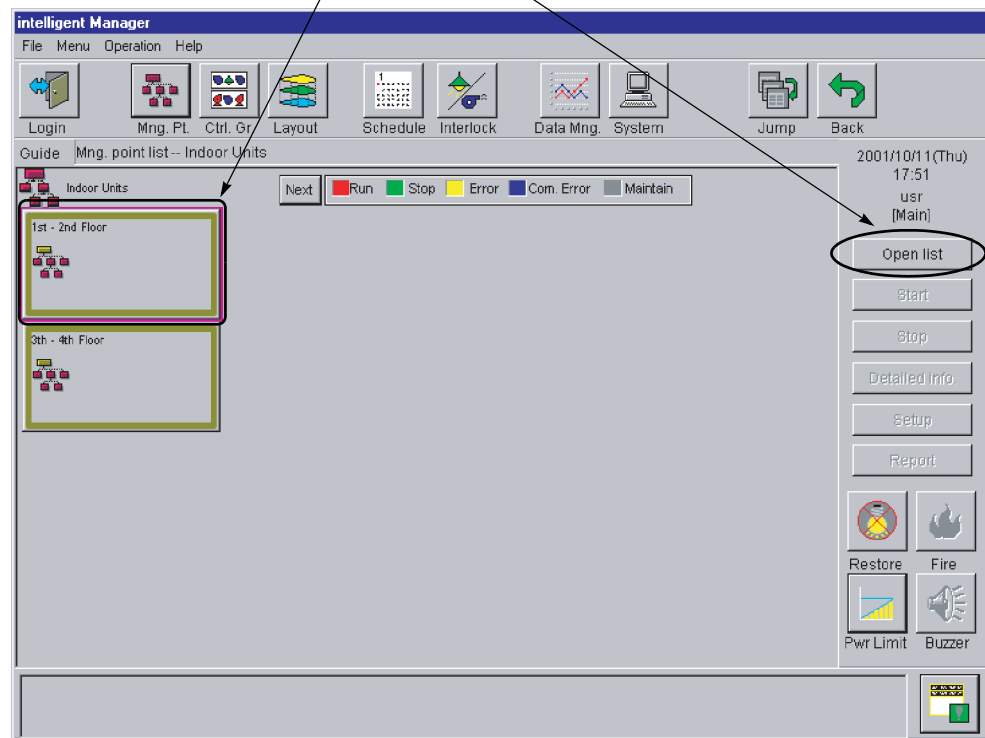 intelligent Manager
File Menu Operation Help
Login Mng. Pt. Ctrl. Gr. Layout Schedule Interlock Data Mng. System Jump Back
Guide Mng. point list-- Indoor Units
2001/10/11(Thu)
17:51
usr
[Main]
Indoor Units
Next Run Stop Error Com. Error Maintain
1st - 2nd Floor
3th - 4th Floor
Open list
Start
Stop
Detailed Info.
Setup
Report
Restore Fire
Pwr Limit Buzzer